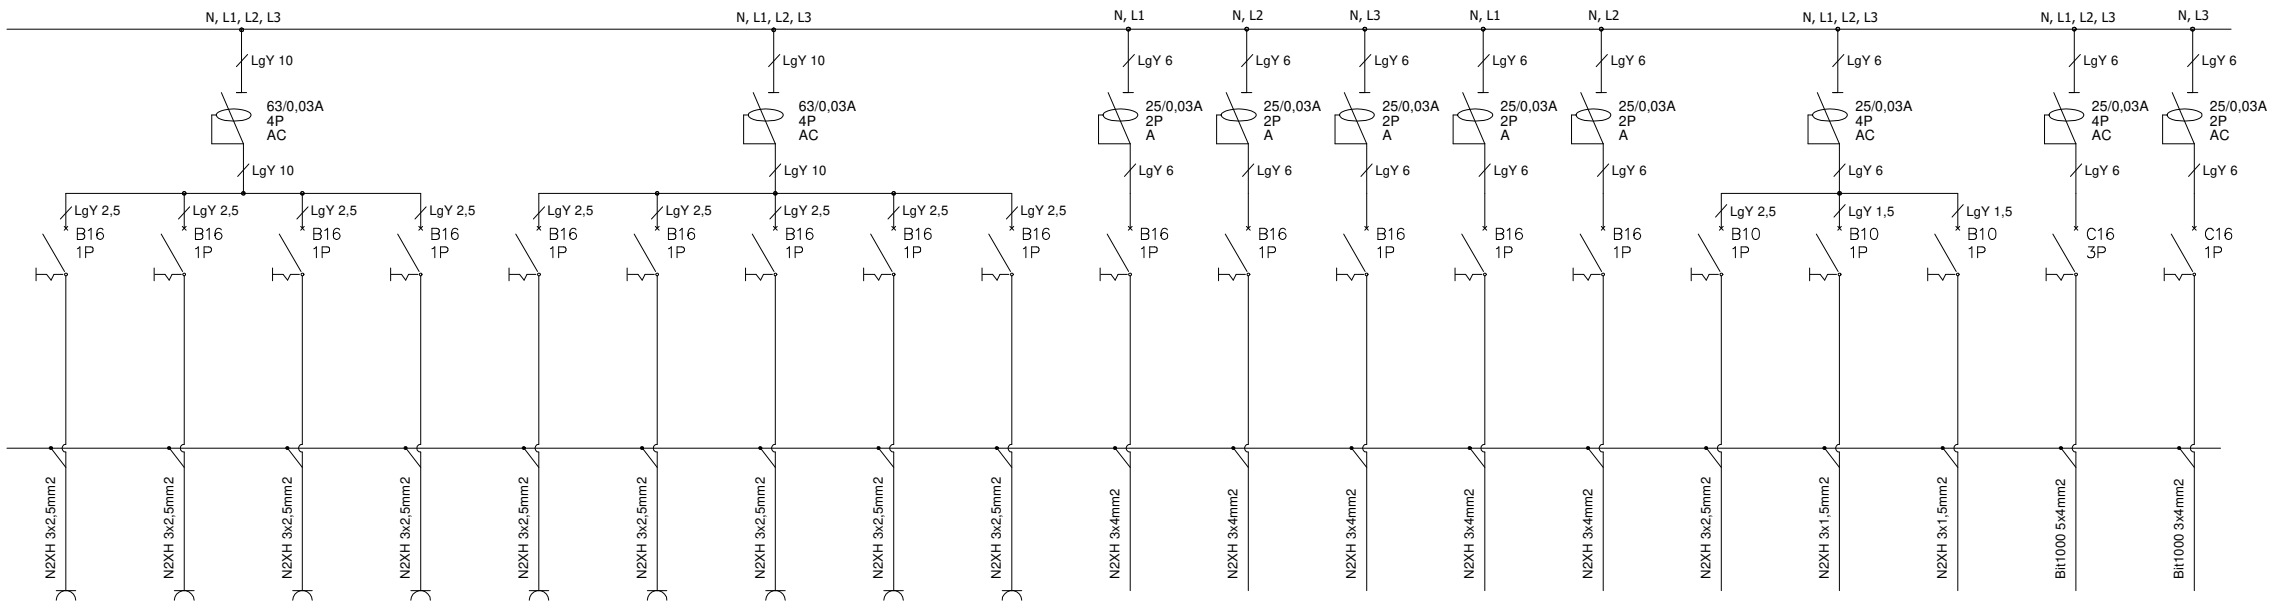 N, L1, L2, L3 N, L1, L2, L3 N, L1 N, L2 N, L3 N, L1 N, L2 N, L1, L2, L3 N, L1, L2, L3 N, L3
LgY 10 LgY 10 LgY 6 LgY 6 LgY 6 LgY 6 LgY 6 LgY 6 LgY 6 LgY 6
63/0,03A 63/0,03A 25/0,03A 25/0,03A 25/0,03A 25/0,03A 25/0,03A 25/0,03A 25/0,03A 25/0,03A
4P 4P 2P 2P 2P 2P 2P 4P 4P 2P
AC AC A A A A A AC AC AC
LgY 10 LgY 10 LgY 6 LgY 6 LgY 6 LgY 6 LgY 6 LgY 6 LgY 6 LgY 6
LgY 2,5 LgY 2,5 LgY 2,5 LgY 2,5 LgY 2,5 LgY 2,5 LgY 2,5 LgY 2,5 LgY 2,5 LgY 2,5 LgY 1,5 LgY 1,5
B16 B16 B16 B16 B16 B16 B16 B16 B16 B16 B16 B16 B16 B16 B10 B10 B10 C16 C16
1P 1P 1P 1P 1P 1P 1P 1P 1P 1P 1P 1P 1P 1P 1P 1P 1P 3P 1P
N2XH 3x2,5mm2
N2XH 3x2,5mm2
N2XH 3x2,5mm2
N2XH 3x2,5mm2
N2XH 3x2,5mm2
N2XH 3x2,5mm2
N2XH 3x2,5mm2
N2XH 3x2,5mm2
N2XH 3x2,5mm2
N2XH 3x4mm2
N2XH 3x4mm2
N2XH 3x4mm2
N2XH 3x4mm2
N2XH 3x4mm2
N2XH 3x2,5mm2
N2XH 3x1,5mm2
N2XH 3x1,5mm2
Bit1000 5x4mm2
Bit1000 3x4mm2